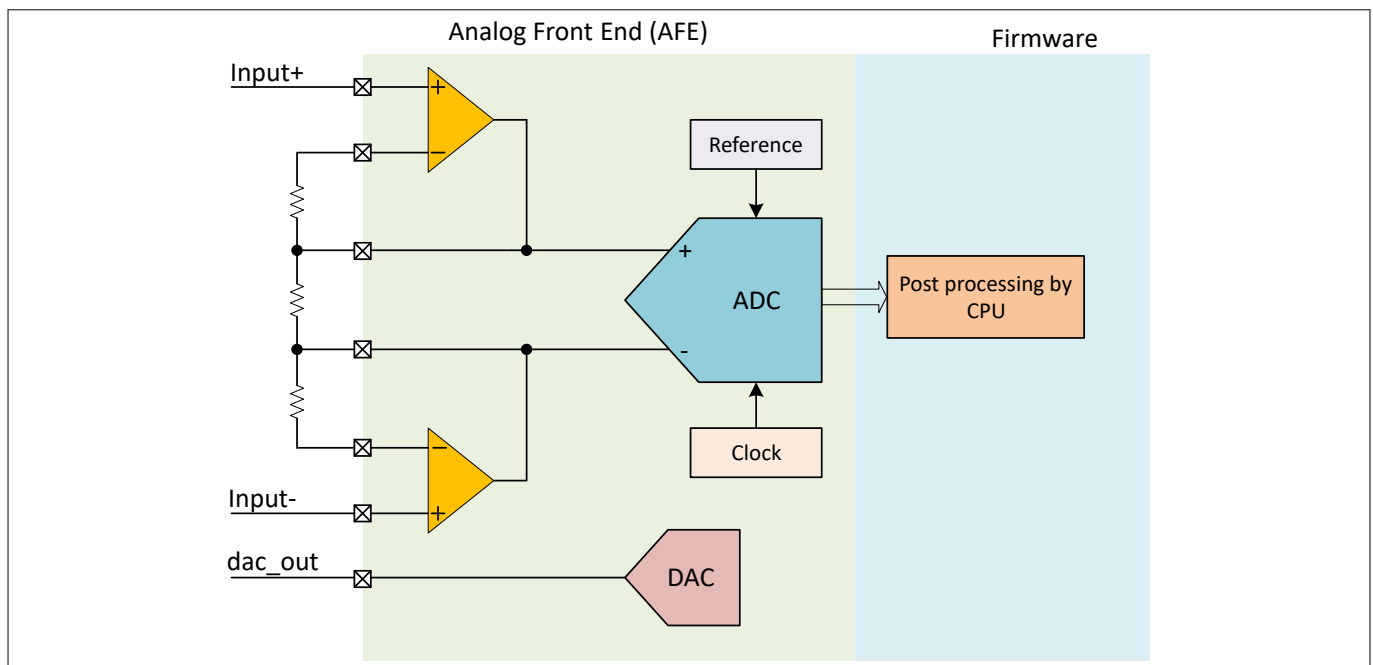 Analog Front End (AFE)
Firmware
Input+
+
−
Reference
+
ADC
-
Post processing by
CPU
−
Clock
Input-
+
dac_out
DAC